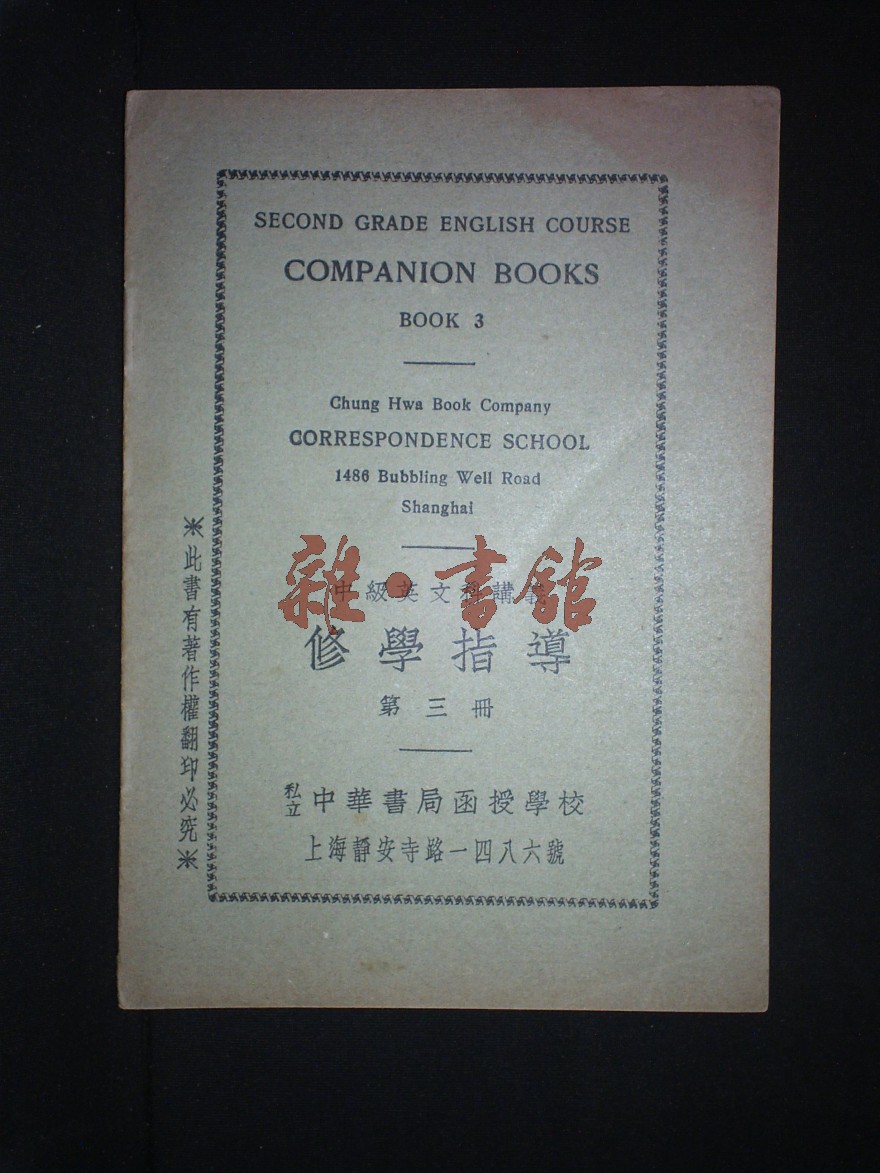 SECOND GRADE ENGLISH COURSE
COMPANION BOOKS
BOOK 3
Chung Hwa Book Company
CORRESPONDENCE SCHOOL
1486 Bubbling Well Road
Shanghai
中級英文科講義
雜·書館
修學指導
第三冊
私立中華書局函授學校
上海靜安寺路一四八六號
※此書有著作權翻印必究※